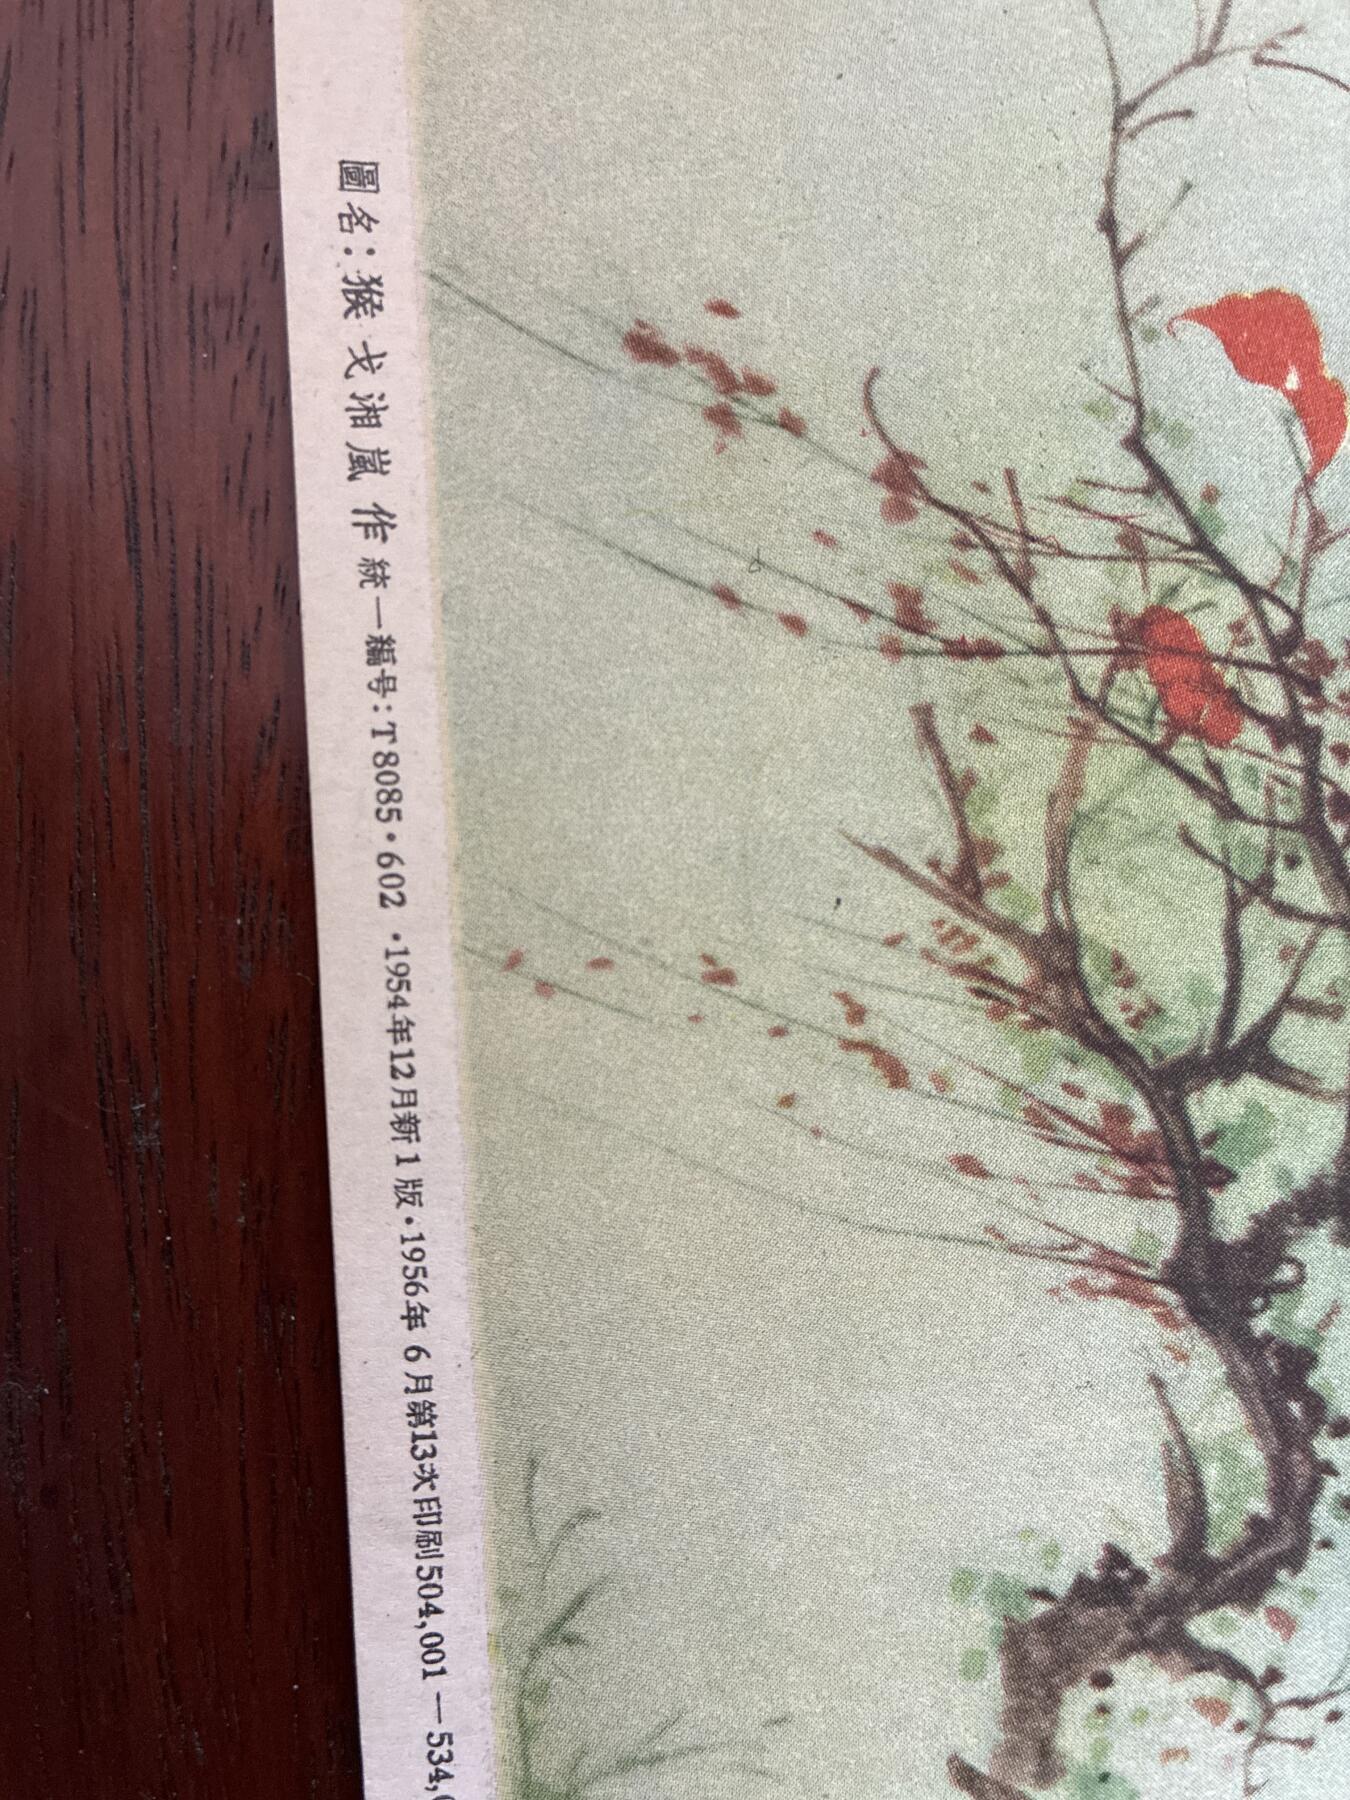 圖名：猴 戈湘嵐 作 統一編号：T8085·602 ·1954年12月新1版·1956年6月第13次印刷504,001—534,